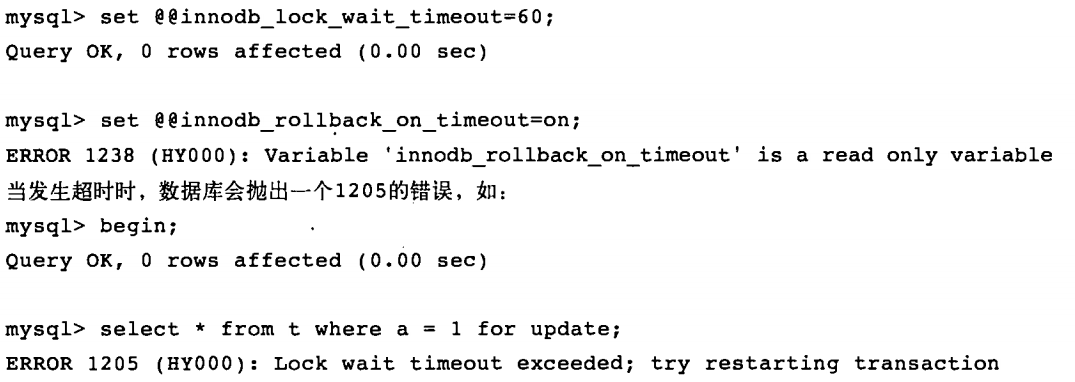 mysql> set @@innodb_lock_wait_timeout=60;
Query OK, 0 rows affected (0.00 sec)
mysql> set @@innodb_rollback_on_timeout=on;
ERROR 1238 (HY000): Variable 'innodb_rollback_on_timeout' is a read only variable
当发生超时时，数据库会抛出一个1205的错误，如：
mysql> begin;
Query OK, 0 rows affected (0.00 sec)
mysql> select * from t where a = 1 for update;
ERROR 1205 (HY000): Lock wait timeout exceeded; try restarting transaction